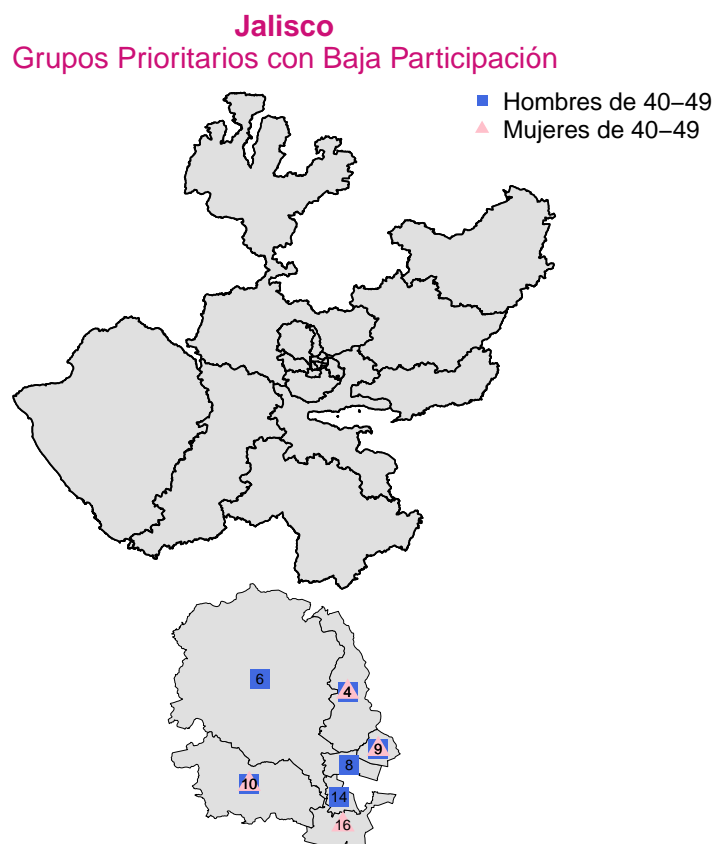 Jalisco
Grupos Prioritarios con Baja Participación
Hombres de 40−49
Mujeres de 40−49
6
4
9
8
10
14
16